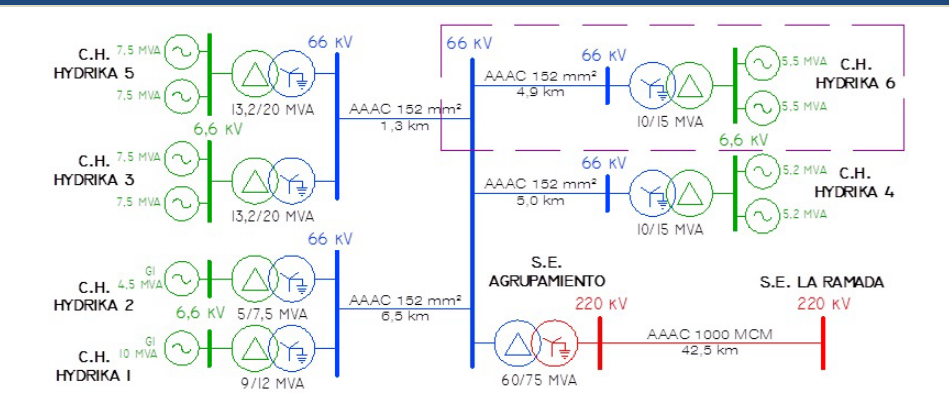 66 kV
66 kV
C.H.
HYDRIKA 5
7,5 MVA
7,5
13,2/20 MVA
6,6 kV
AAAC 152 mm²
1,3 km
AAAC 152 mm²
4,9 km
66 kV
10/15 MVA
5,5 MVA
5,5 MVA
C.H.
HYDRIKA 6
6,6 kV
C.H.
HYDRIKA 3
7,5 MVA
7,5 MVA
13,2/20 MVA
AAAC 152 mm²
5,0 km
66 kV
10/15 MVA
5,2 MVA
5,2 MVA
C.H.
HYDRIKA 4
66 kV
C.H.
HYDRIKA 2
G1
4,5 MVA
5/7,5 MVA
6,6 kV
AAAC 152 mm²
6,5 km
C.H.
HYDRIKA 1
G1
10 MVA
9/12 MVA
S.E.
AGRUPAMIENTO
220 kV
60/75 MVA
AAAC 1000 MCM
42,5 km
S.E. LA RAMADA
220 kV